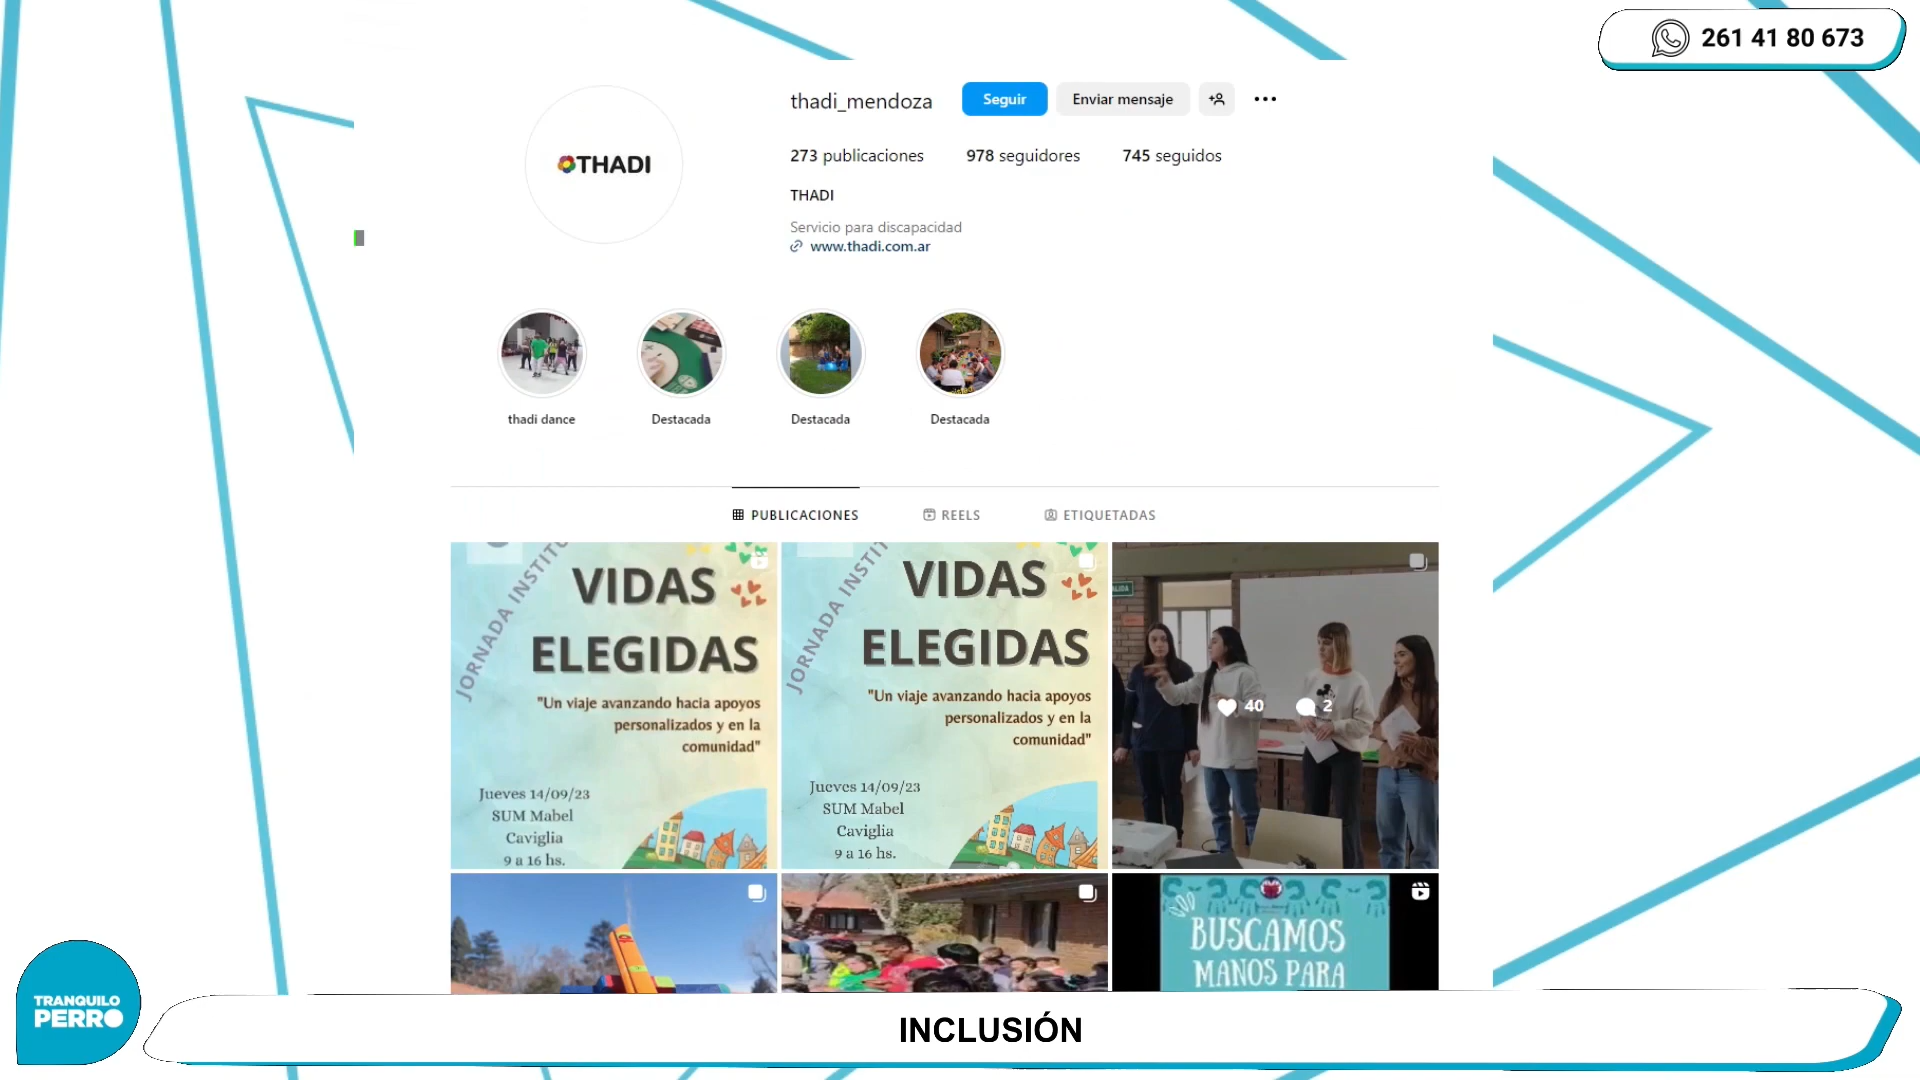 261 41 80 673
thadi_mendoza
Seguir
Enviar mensaje
273 publicaciones
978 seguidores
745 seguidos
THADI
THADI
Servicio para discapacidad
www.thadi.com.ar
thadi dance
Destacada
Destacada
Destacada
PUBLICACIONES
REELS
ETIQUETADAS
JORNADA INSTITU
VIDAS
ELEGIDAS
"Un viaje avanzando hacia apoyos
personalizados y en la
comunidad"
Jueves 14/09/23
SUM Mabel
Caviglia
9 a 16 hs.
JORNADA INSTIT
VIDAS
ELEGIDAS
"Un viaje avanzando hacia apoyos
personalizados y en la
comunidad"
Jueves 14/09/23
SUM Mabel
Caviglia
9 a 16 hs.
40
2
BUSCAMOS
MANOS PARA
TRANQUILO
PERRO
INCLUSIÓN